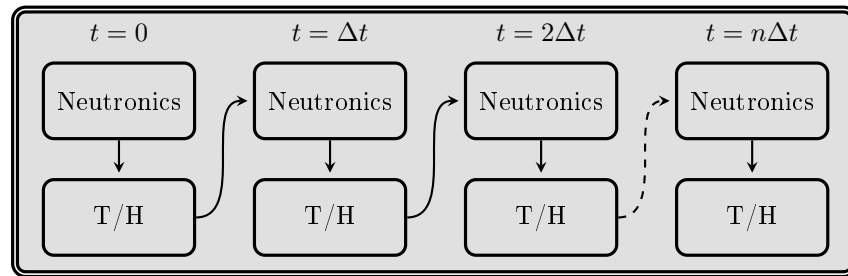 t = 0 t = Δt t = 2Δt t = nΔt
Neutronics Neutronics Neutronics Neutronics
T/H T/H T/H T/H